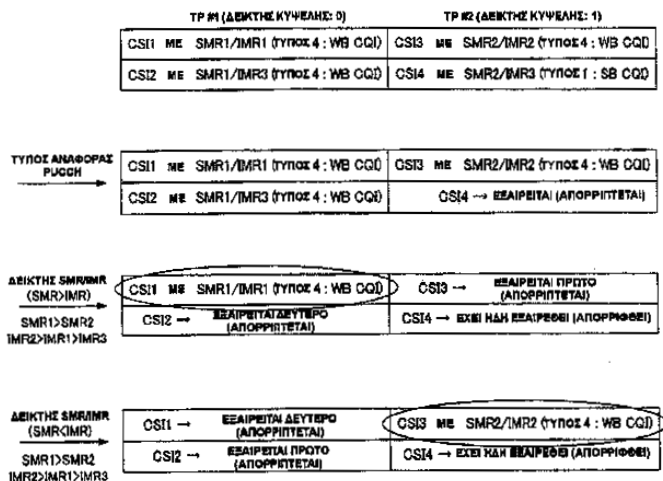 TP #1 (ΔΕΙΚΤΗΣ ΚΥΨΕΛΗΣ: 0) TP #2 (ΔΕΙΚΤΗΣ ΚΥΨΕΛΗΣ: 1)
CSI1 ΜΕ SMR1/IMR1 (ΤΥΠΟΣ 4 : WB CQI) CSI3 ΜΕ SMR2/IMR2 (ΤΥΠΟΣ 4 : WB CQI)
CSI2 ΜΕ SMR1/IMR3 (ΤΥΠΟΣ 4 : WB CQI) CSI4 ΜΕ SMR2/IMR3 (ΤΥΠΟΣ 1 : SB CQI)
ΤΥΠΟΣ ΑΝΑΦΟΡΑΣ
PUCCH
CSI1 ΜΕ SMR1/IMR1 (ΤΥΠΟΣ 4 : WB CQI) CSI3 ΜΕ SMR2/IMR2 (ΤΥΠΟΣ 4 : WB CQI)
CSI2 ΜΕ SMR1/IMR3 (ΤΥΠΟΣ 4 : WB CQI) CSI4 → ΕΞΑΙΡΕΙΤΑΙ (ΑΠΟΡΡΙΠΤΕΤΑΙ)
ΔΕΙΚΤΗΣ SMR/IMR
(SMR>IMR)
SMR1>SMR2
IMR2>IMR1>IMR3
CSI1 ΜΕ SMR1/IMR1 (ΤΥΠΟΣ 4 : WB CQI) CSI3 → ΕΞΑΙΡΕΙΤΑΙ ΠΡΩΤΟ
(ΑΠΟΡΡΙΠΤΕΤΑΙ)
CSI2 → ΕΞΑΙΡΕΙΤΑΙ ΔΕΥΤΕΡΟ
(ΑΠΟΡΡΙΠΤΕΤΑΙ) CSI4 → ΕΧΕΙ ΗΔΗ ΕΞΑΙΡΕΘΕΙ (ΑΠΟΡΡΙΦΘΕΙ)
ΔΕΙΚΤΗΣ SMR/IMR
(SMR<IMR)
SMR1>SMR2
IMR2>IMR1>IMR3
CSI1 → ΕΞΑΙΡΕΙΤΑΙ ΔΕΥΤΕΡΟ
(ΑΠΟΡΡΙΠΤΕΤΑΙ) CSI3 ΜΕ SMR2/IMR2 (ΤΥΠΟΣ 4 : WB CQI)
CSI2 → ΕΞΑΙΡΕΙΤΑΙ ΠΡΩΤΟ
(ΑΠΟΡΡΙΠΤΕΤΑΙ) CSI4 → ΕΧΕΙ ΗΔΗ ΕΞΑΙΡΕΘΕΙ (ΑΠΟΡΡΙΦΘΕΙ)